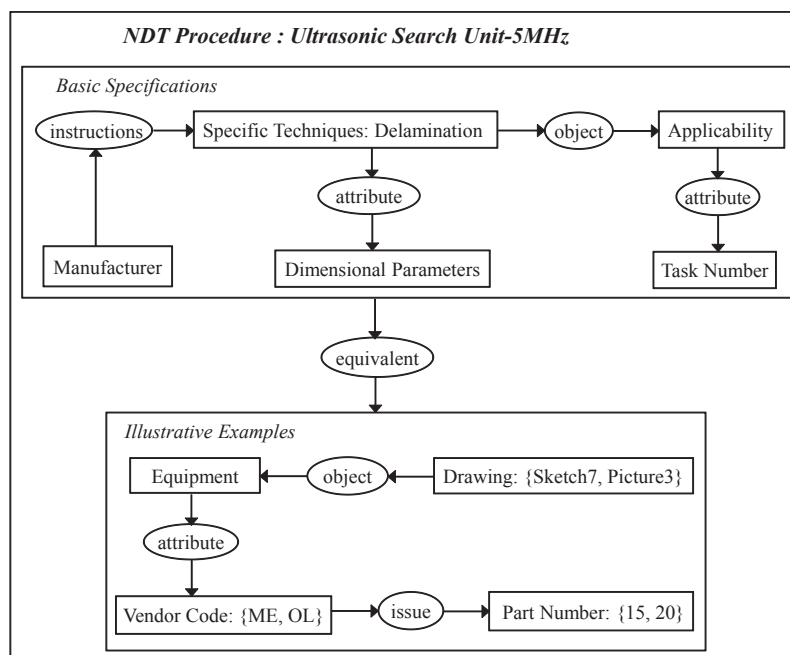 NDT Procedure : Ultrasonic Search Unit-5MHz
Basic Specifications
instructions
Specific Techniques: Delamination
object
Applicability
attribute
attribute
Manufacturer
Dimensional Parameters
Task Number
equivalent
Illustrative Examples
Equipment
object
Drawing: {Sketch7, Picture3}
attribute
Vendor Code: {ME, OL}
issue
Part Number: {15, 20}